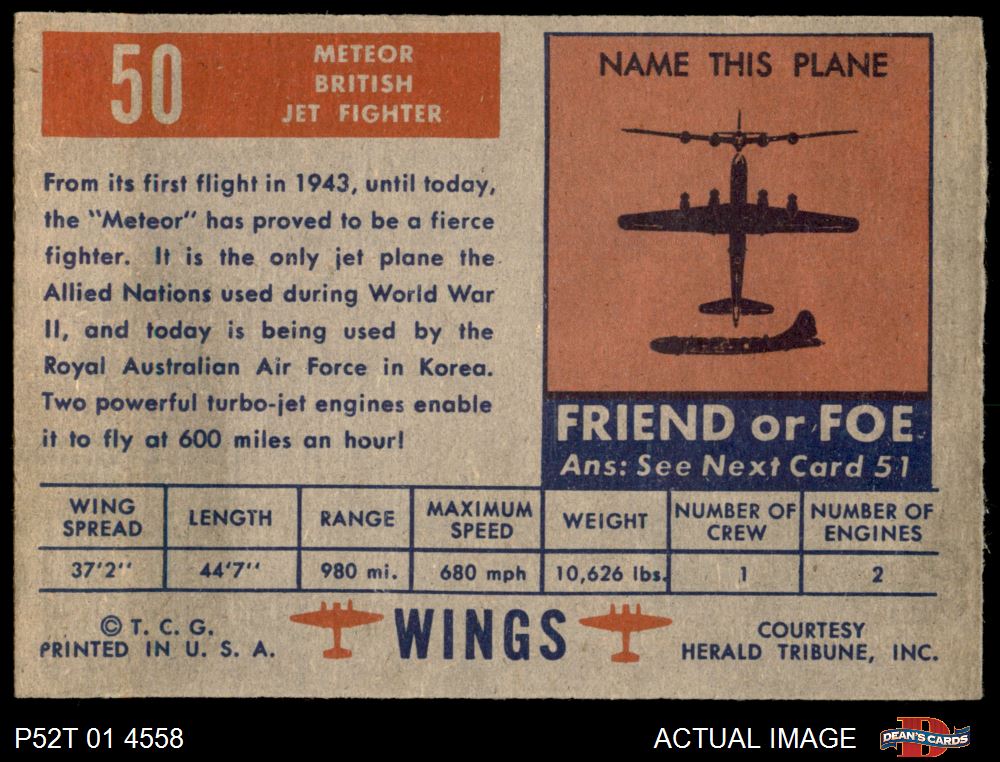 50
METEOR
BRITISH
JET FIGHTER
From its first flight in 1943, until today,
the "Meteor" has proved to be a fierce
fighter. It is the only jet plane the
Allied Nations used during World War
II, and today is being used by the
Royal Australian Air Force in Korea.
Two powerful turbo-jet engines enable
it to fly at 600 miles an hour!
NAME THIS PLANE
FRIEND or FOE
Ans: See Next Card 51
WING SPREAD LENGTH RANGE MAXIMUM SPEED WEIGHT NUMBER OF CREW NUMBER OF ENGINES
37'2" 44'7" 980 mi. 680 mph 10,626 lbs. 1 2
© T. C. G.
PRINTED IN U. S. A.
WINGS
COURTESY
HERALD TRIBUNE, INC.
P52T 01 4558
ACTUAL IMAGE
D
DEAN'S CARDS